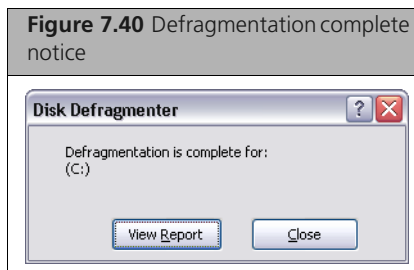 Figure 7.40 Defragmentation complete
notice
Disk Defragmenter
Defragmentation is complete for:
(C:)
View Report
Close